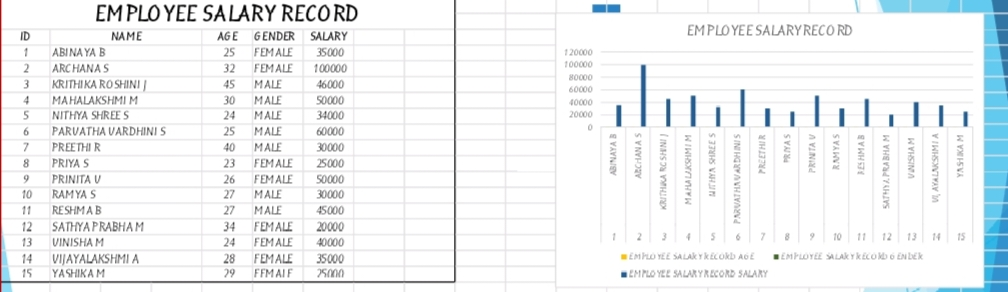 EMPLOYEE SALARY RECORD
ID NAME AGE GENDER SALARY
1 ABINAYA B 25 FEMALE 35000
2 ARCHANA S 32 FEMALE 100000
3 KRITHIKA ROSHINI J 45 MALE 46000
4 MAHALAKSHMI M 30 MALE 50000
5 NITHYA SHREE S 24 MALE 34000
6 PARVATHA VARDHINI S 25 MALE 60000
7 PREETHI R 40 MALE 30000
8 PRIYA S 23 FEMALE 25000
9 PRINITA V 26 FEMALE 50000
10 RAMYA S 27 MALE 30000
11 RESHMA B 27 MALE 45000
12 SATHYA PRABHA M 34 FEMALE 20000
13 VINISHA M 24 FEMALE 40000
14 VIJAYALAKSHMI A 28 FEMALE 35000
15 YASHIKA M 29 FEMALE 25000
EMPLOYEE SALARY RECORD
120000
100000
80000
60000
40000
20000
0
ABINAYA B
ARCHANA S
KRITHIKA ROSHINI J
MAHALAKSHMI M
NITHYA SHREE S
PARVATHA VARDHINI S
PREETHI R
PRIYA S
PRINITA V
RAMYA S
RESHMA B
SATHYA PRABHA M
VINISHA M
VIJAYALAKSHMI A
YASHIKA M
1 2 3 4 5 6 7 8 9 10 11 12 13 14 15
EMPLOYEE SALARY RECORD AGE EMPLOYEE SALARY RECORD GENDER
EMPLOYEE SALARY RECORD SALARY